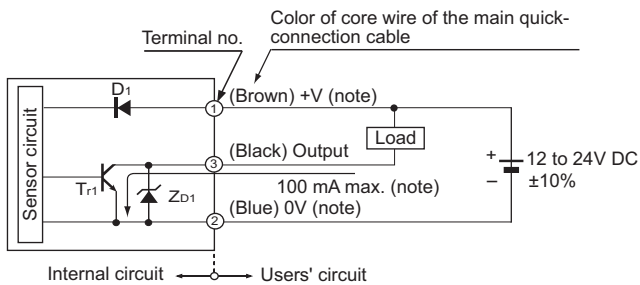 Color of core wire of the main quick-
connection cable
Terminal no.
Sensor circuit
D1
1
(Brown) +V (note)
Load
3
(Black) Output
Tr1
ZD1
100 mA max. (note)
+
12 to 24V DC
−
±10%
2
(Blue) 0V (note)
Internal circuit
Users' circuit